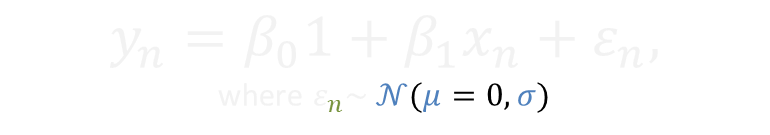 yₙ = β₀1 + β₁xₙ + εₙ,
where εₙ ~ 𝒩(μ = 0, σ)